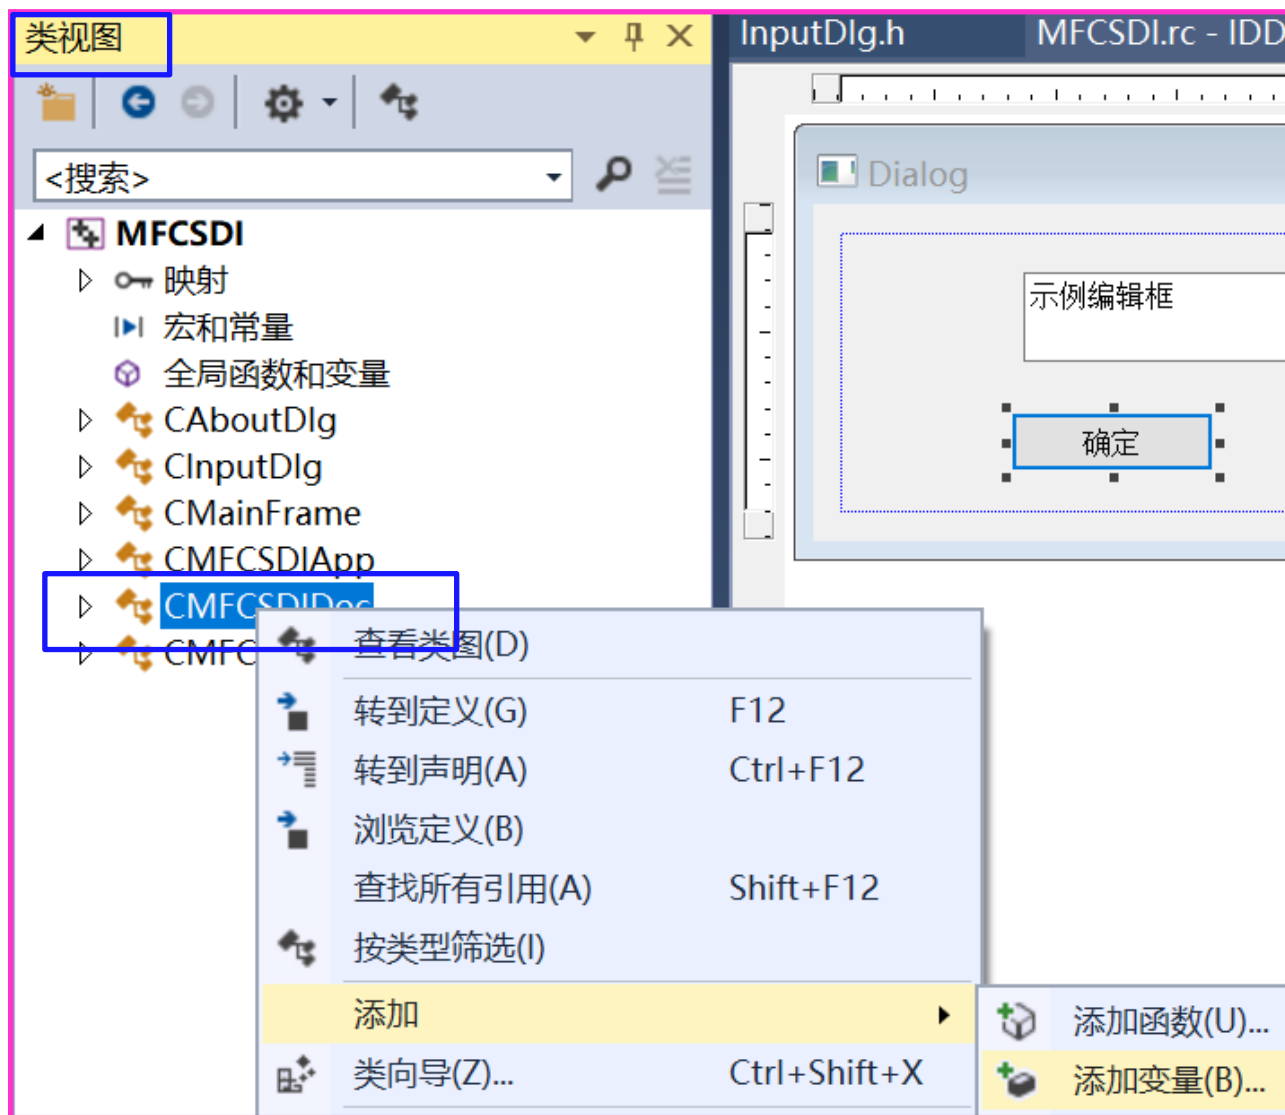 类视图
InputDlg.h
MFCSDI.rc - IDD
<搜索>
Dialog
MFCSDI
映射
示例编辑框
宏和常量
全局函数和变量
CAboutDlg
确定
CInputDlg
CMainFrame
CMFCSDIApp
CMFCSDIDoc
CMFC
查看类图(D)
转到定义(G) F12
转到声明(A) Ctrl+F12
浏览定义(B)
查找所有引用(A) Shift+F12
按类型筛选(I)
添加
添加函数(U)...
类向导(Z)... Ctrl+Shift+X
添加变量(B)...